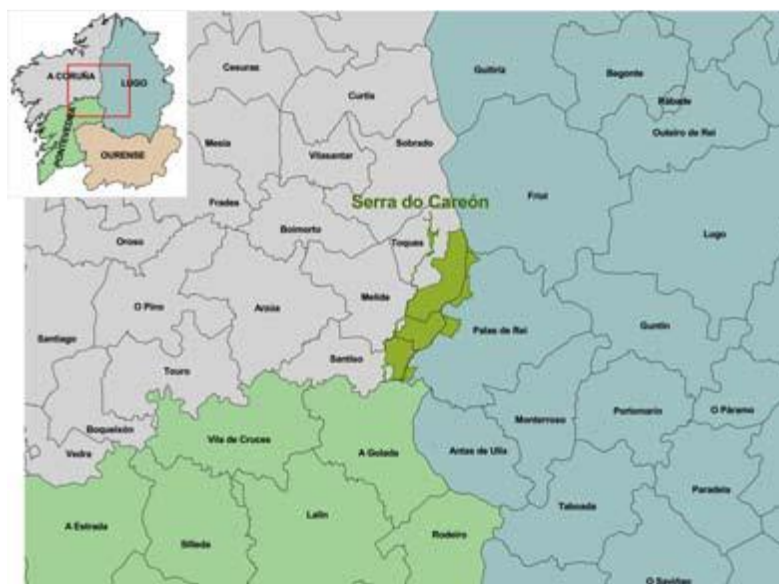 A CORUÑA
LUGO
PONTEVEDRA
OURENSE
Cesuras
Curtis
Guitiriz
Begonte
Rábade
Outeiro de Rei
Mesía
Vilasantar
Sobrado
Friol
Lugo
Frades
Boimorto
Serra do Careón
Toques
Oroso
O Pino
Arzúa
Melide
Palas de Rei
Guntín
Santiago
Touro
Santiso
Boqueixón
Vedra
Vila de Cruces
A Golada
Antas de Ulla
Monterroso
Portomarín
O Páramo
Paradela
A Estrada
Silleda
Lalín
Rodeiro
Taboada
O Saviñao